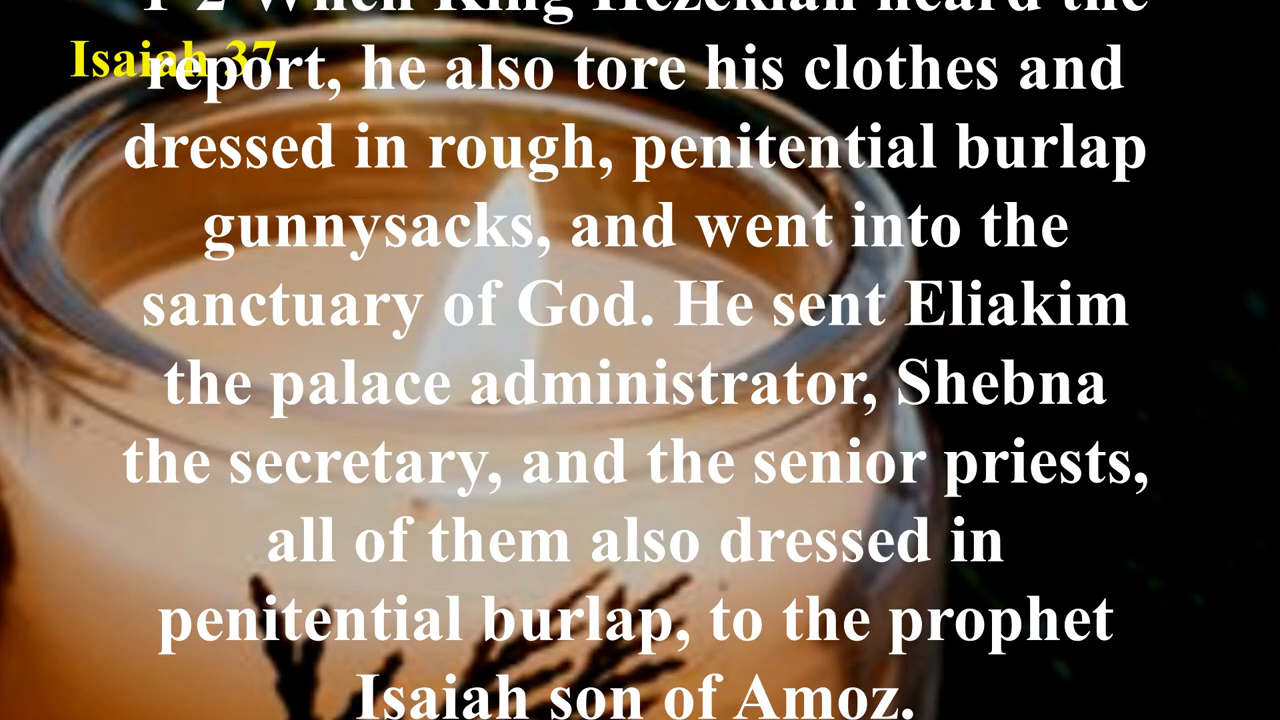 1-2 When King Hezekiah heard the
Isaiah 37
report, he also tore his clothes and
dressed in rough, penitential burlap
gunnysacks, and went into the
sanctuary of God. He sent Eliakim
the palace administrator, Shebna
the secretary, and the senior priests,
all of them also dressed in
penitential burlap, to the prophet
Isaiah son of Amoz.